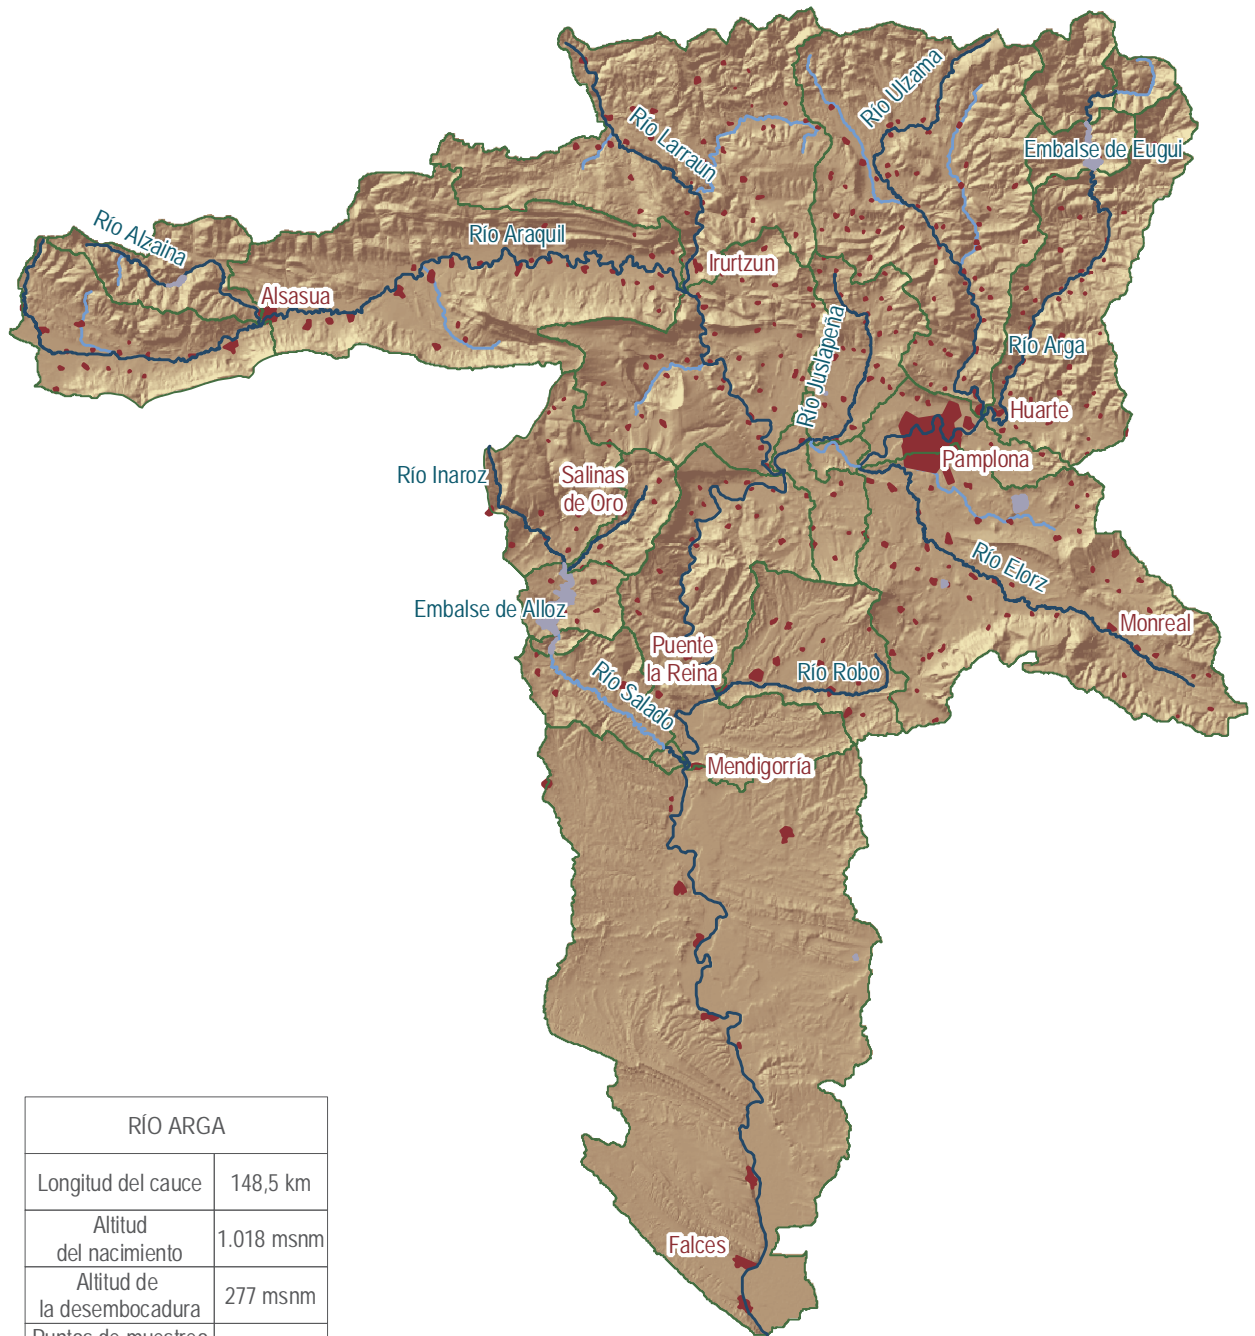 Río Ulzama
Río Larraun
Embalse de Eugui
Río Alzaina
Río Araquil
Irurtzun
Alsasua
Río Juslapeña
Río Arga
Huarte
Pamplona
Río Inaroz
Salinas
de Oro
Río Elorz
Embalse de Alloz
Monreal
Puente
la Reina
Río Robo
Río Salado
Mendigorría
RÍO ARGA
Longitud del cauce 148,5 km
Altitud
del nacimiento 1.018 msnm
Altitud de
la desembocadura 277 msnm
Puntos de muestreo
Falces